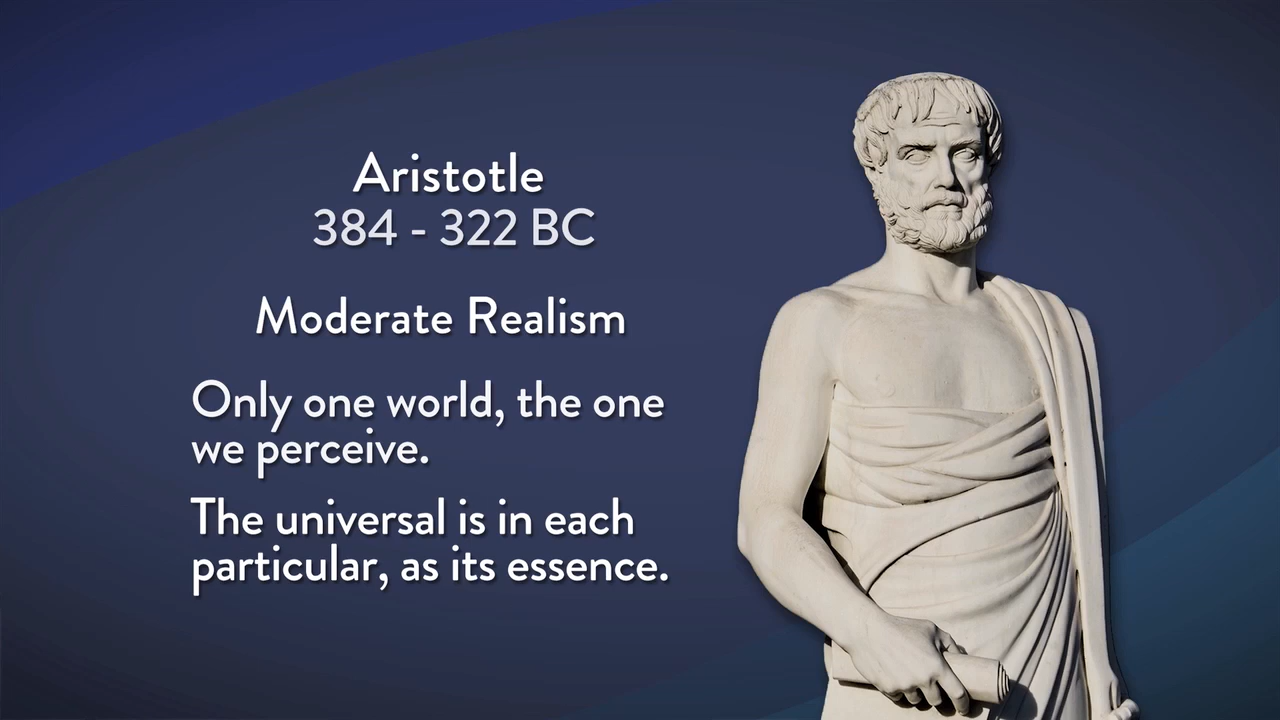 Aristotle
384 - 322 BC
Moderate Realism
Only one world, the one
we perceive.
The universal is in each
particular, as its essence.